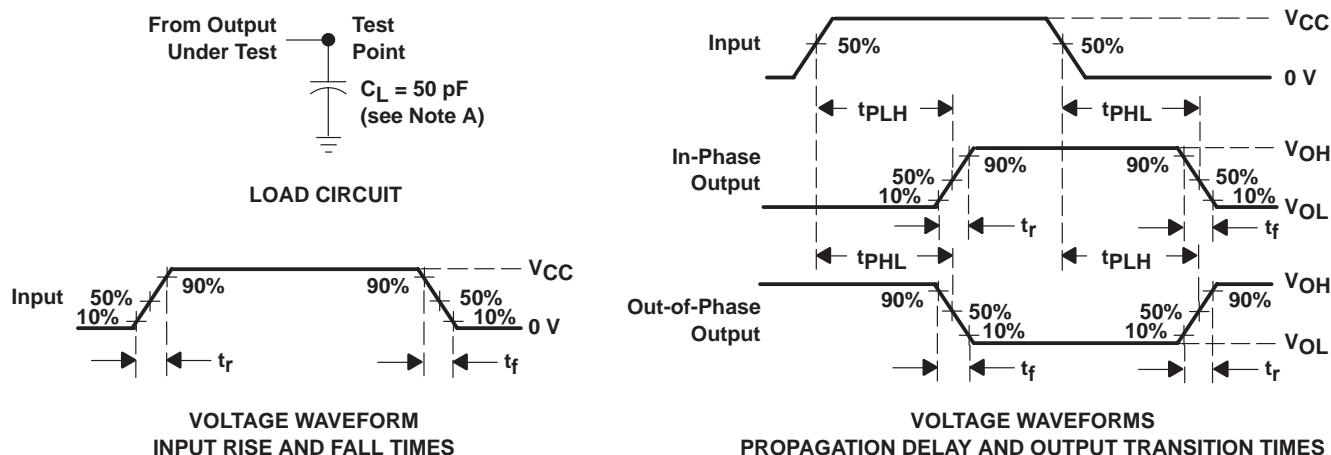 From Output
Under Test
Test
Point
CL = 50 pF
(see Note A)
LOAD CIRCUIT
Input
50%
10%
90%
90%
50%
10%
VCC
0 V
tr
tf
VOLTAGE WAVEFORM
INPUT RISE AND FALL TIMES
Input
50%
50%
VCC
0 V
tPLH
tPHL
In-Phase
Output
50%
10%
90%
90%
50%
10%
VOH
VOL
tr
tf
tPHL
tPLH
Out-of-Phase
Output
90%
50%
10%
50%
10%
90%
VOH
VOL
tf
tr
VOLTAGE WAVEFORMS
PROPAGATION DELAY AND OUTPUT TRANSITION TIMES